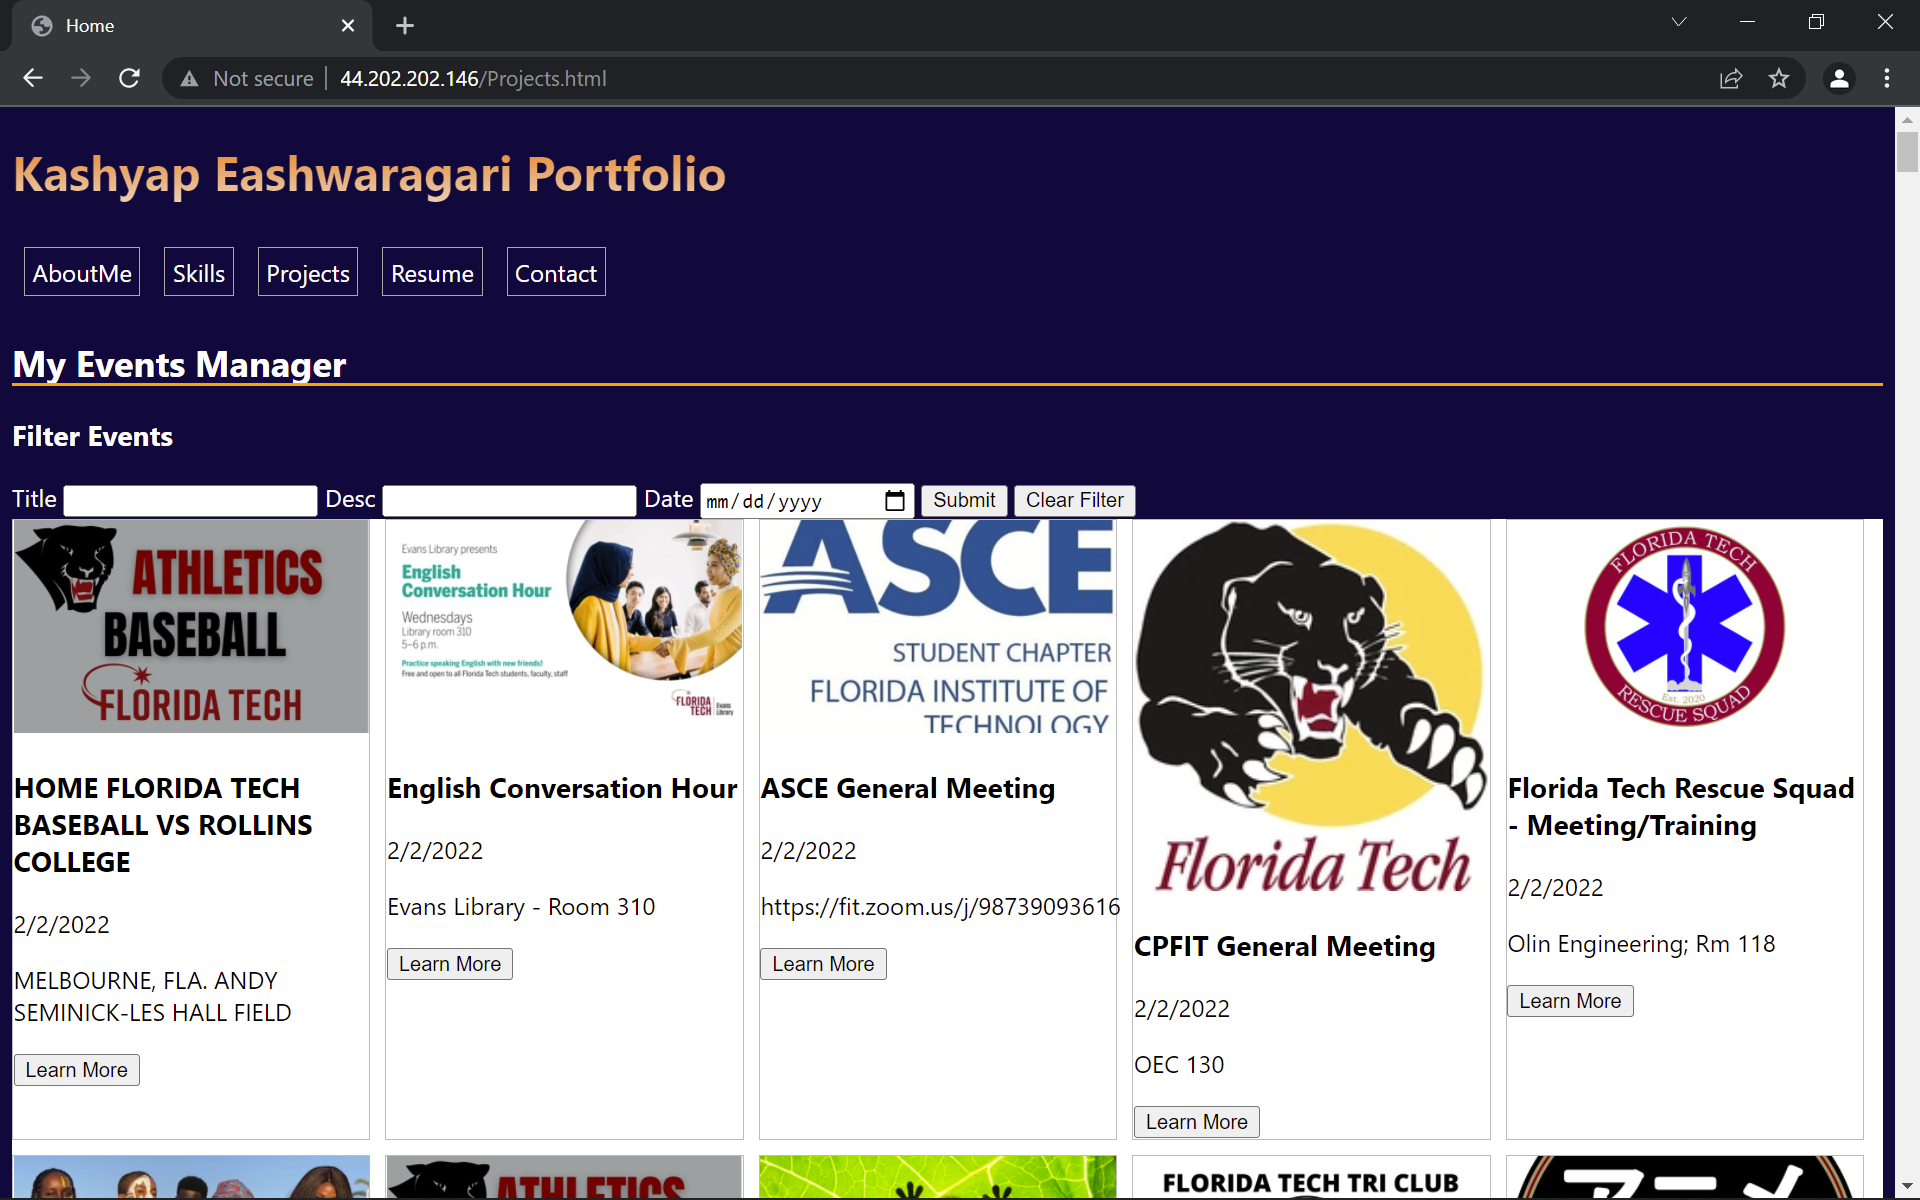 Home
Not secure
44.202.202.146/Projects.html
Kashyap Eashwaragari Portfolio
AboutMe
Skills
Projects
Resume
Contact
My Events Manager
Filter Events
Title
Desc
Date
mm/dd/yyyy
Submit
Clear Filter
ATHLETICS
BASEBALL
FLORIDA TECH
HOME FLORIDA TECH
BASEBALL VS ROLLINS
COLLEGE
2/2/2022
MELBOURNE, FLA. ANDY
SEMINICK-LES HALL FIELD
Learn More
Evans Library presents
English
Conversation Hour
Wednesdays
Library room 310
5–6 p.m.
Practice speaking English with new friends!
Free and open to all Florida Tech students, faculty, staff
FLORIDA TECH
Evans Library
English Conversation Hour
2/2/2022
Evans Library - Room 310
Learn More
ASCE
STUDENT CHAPTER
FLORIDA INSTITUTE OF
TECHNOLOGY
ASCE General Meeting
2/2/2022
https://fit.zoom.us/j/98739093616
Learn More
Florida Tech
CPFIT General Meeting
2/2/2022
OEC 130
Learn More
FLORIDA TECH
Est. 2020
RESCUE SQUAD
Florida Tech Rescue Squad
- Meeting/Training
2/2/2022
Olin Engineering; Rm 118
Learn More
ATHLETICS
FLORIDA TECH TRI CLUB
アニメ